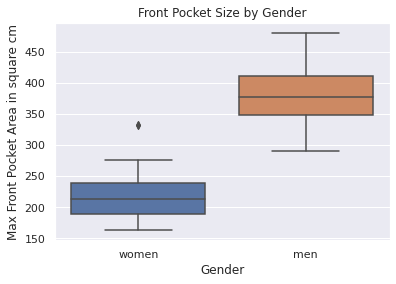 Front Pocket Size by Gender
Max Front Pocket Area in square cm
450
400
350
300
250
200
150
women men
Gender